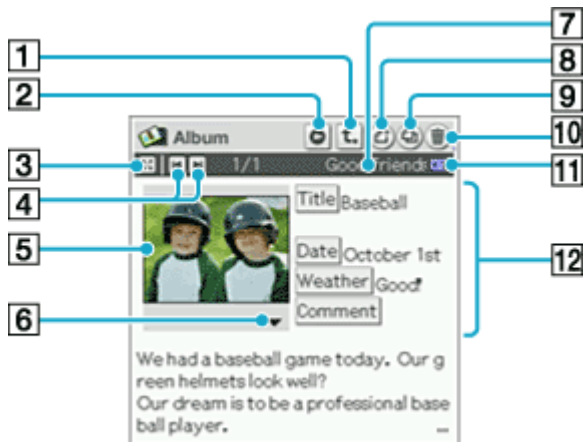 1
2
3
4
5
6
7
8
9
10
11
12
Album
1/1 Good friends
Title Baseball
Date October 1st
Weather Good!
Comment
We had a baseball game today. Our g
reen helmets look well?
Our dream is to be a professional base
ball player.
...